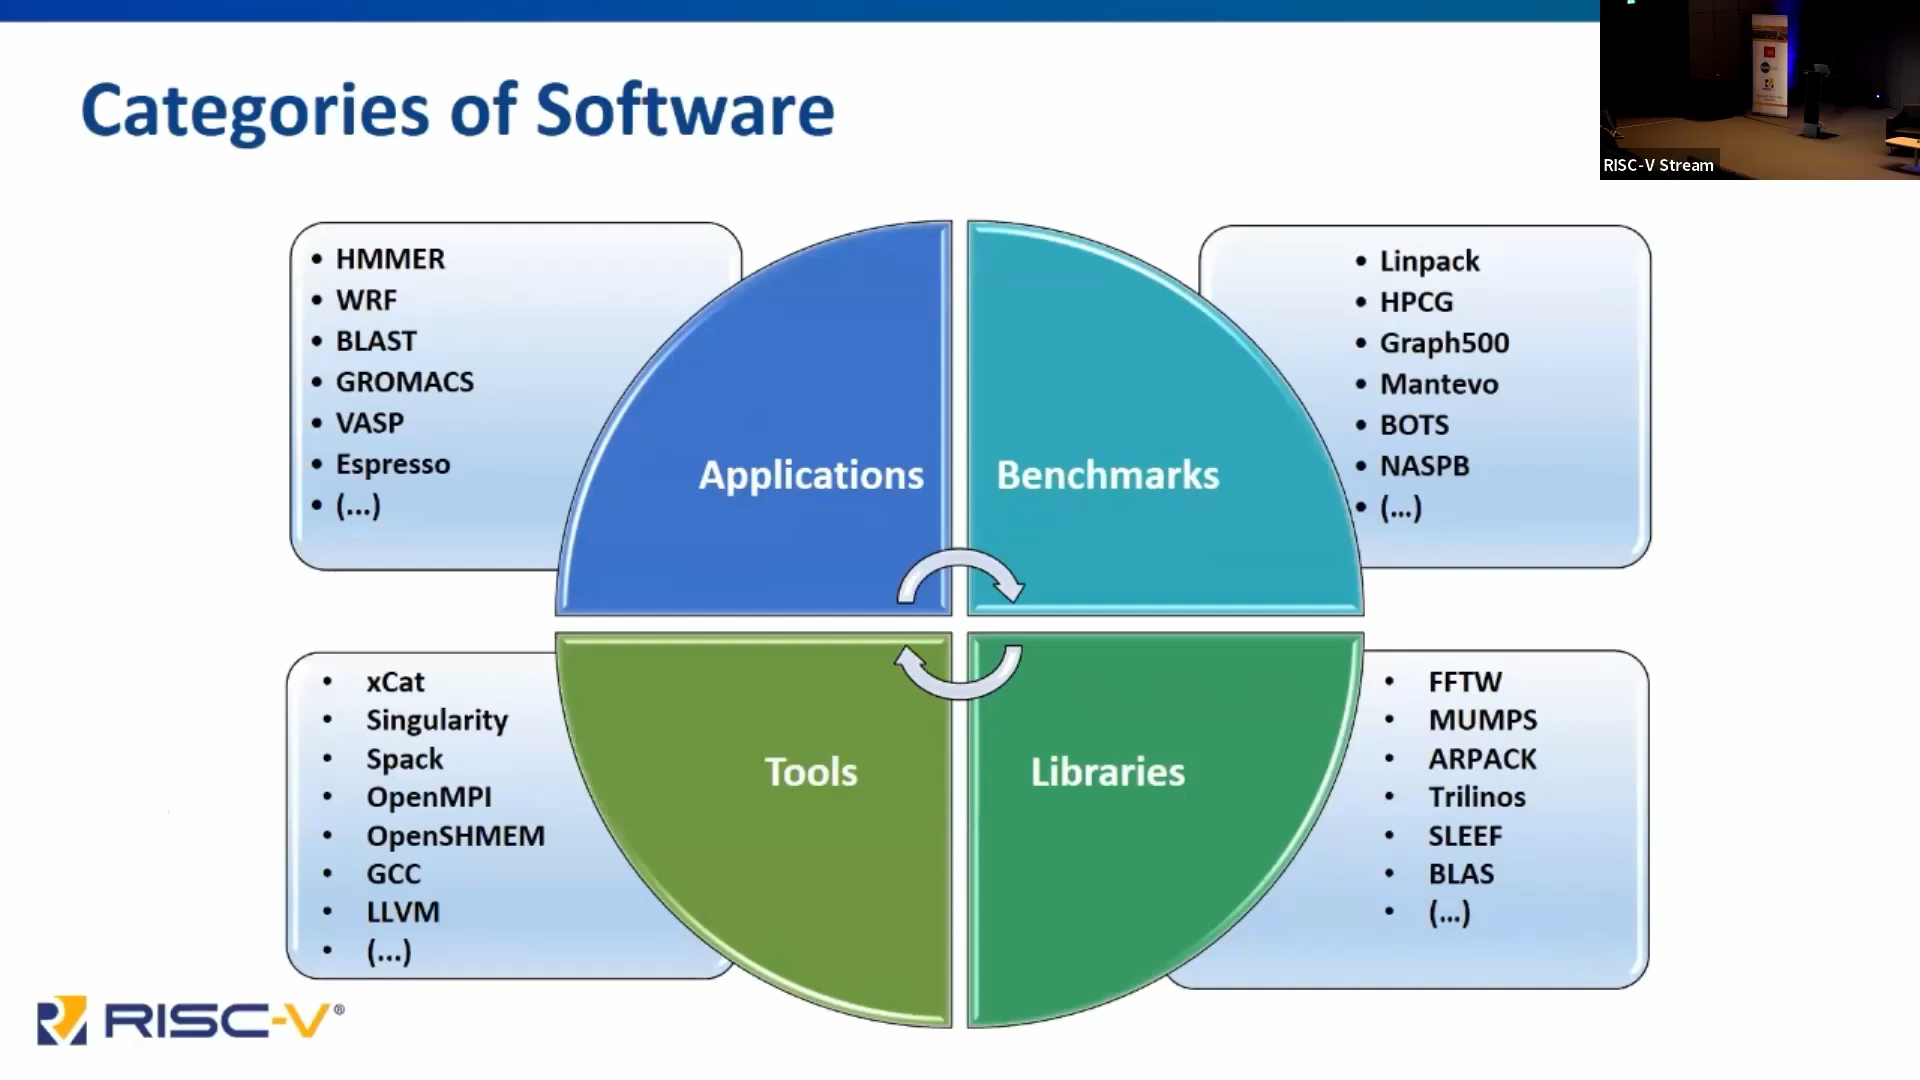 Categories of Software
RISC-V Stream
• HMMER
• WRF
• BLAST
• GROMACS
• VASP
• Espresso
• (...)
Applications
Benchmarks
• Linpack
• HPCG
• Graph500
• Mantevo
• BOTS
• NASPB
• (...)
• xCat
• Singularity
• Spack
• OpenMPI
• OpenSHMEM
• GCC
• LLVM
• (...)
Tools
Libraries
• FFTW
• MUMPS
• ARPACK
• Trilinos
• SLEEF
• BLAS
• (...)
RISC-V®